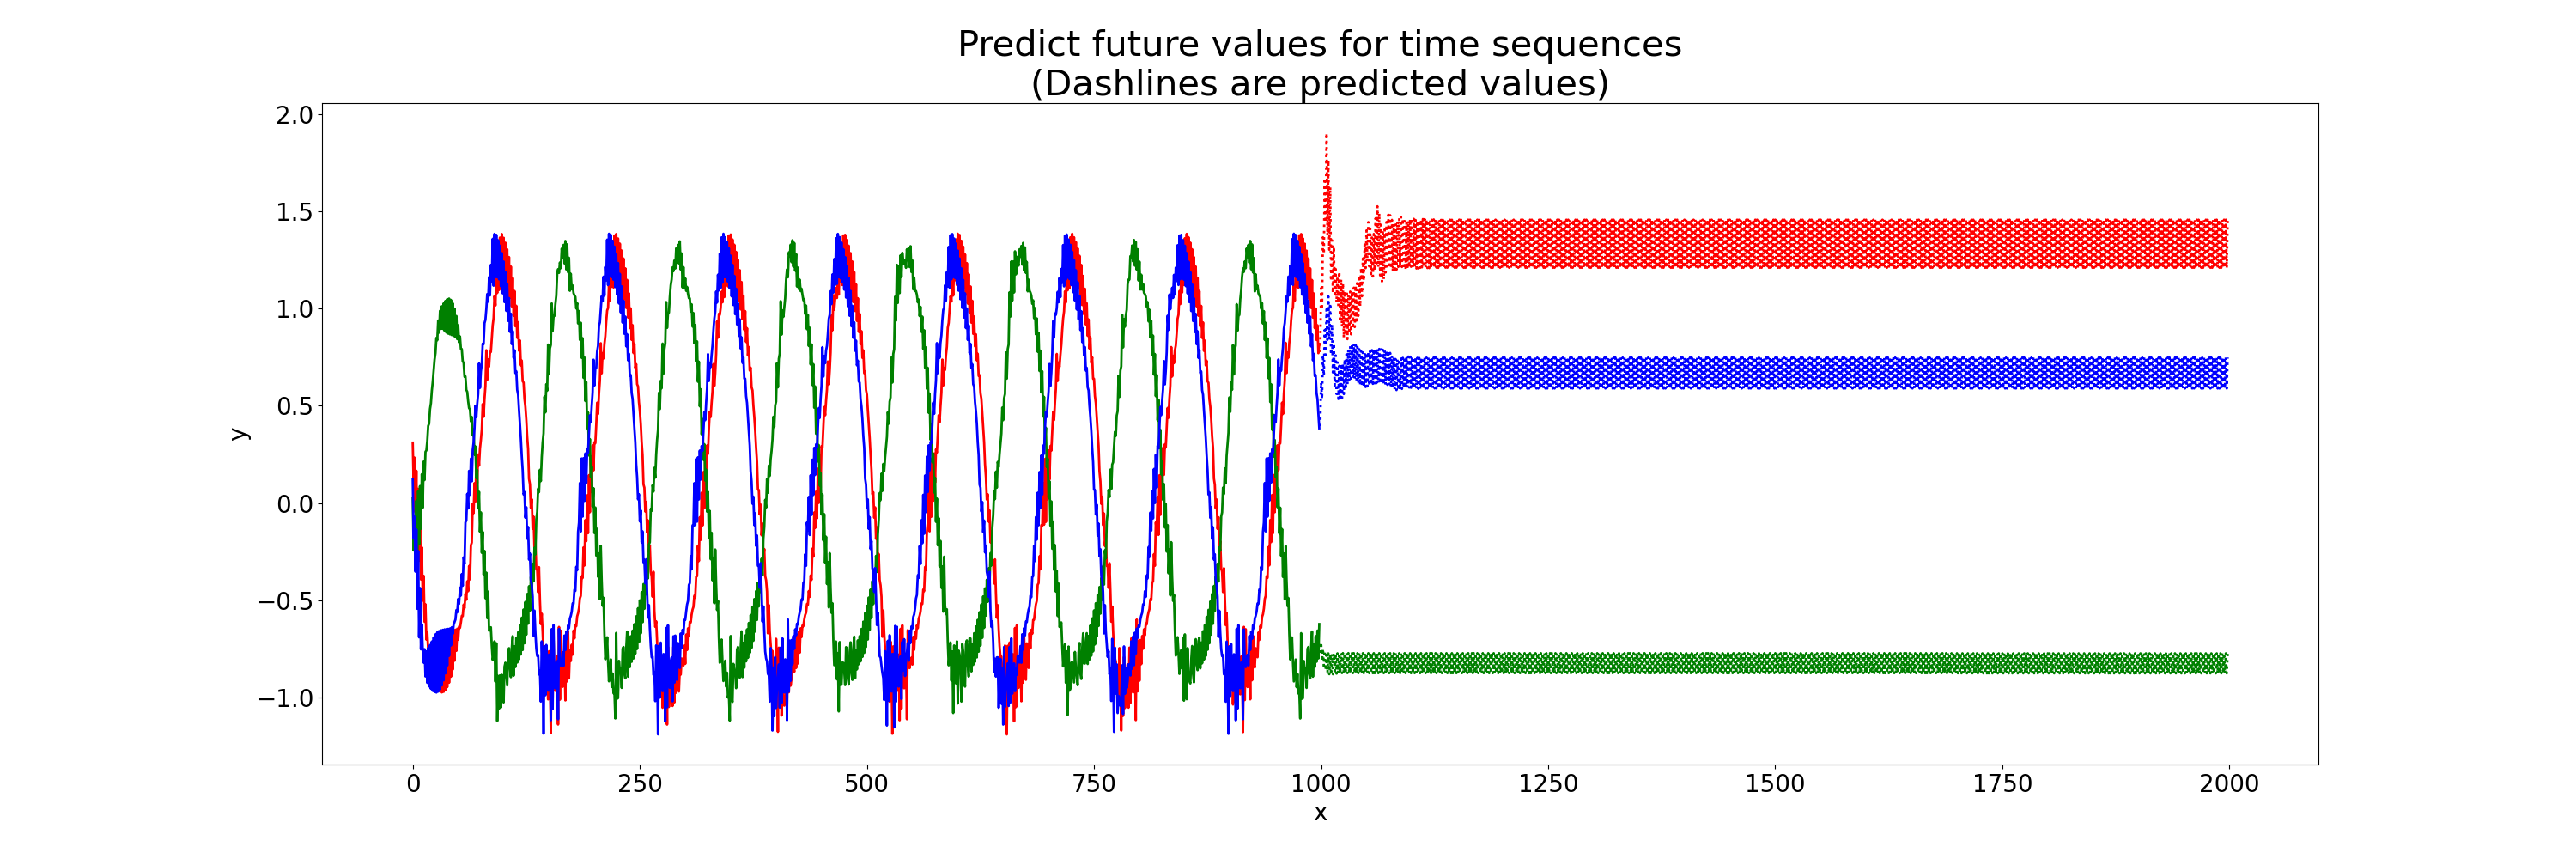 Predict future values for time sequences
(Dashlines are predicted values)
2.0
1.5
1.0
0.5
0.0
−0.5
−1.0
y
0 250 500 750 1000 1250 1500 1750 2000
x